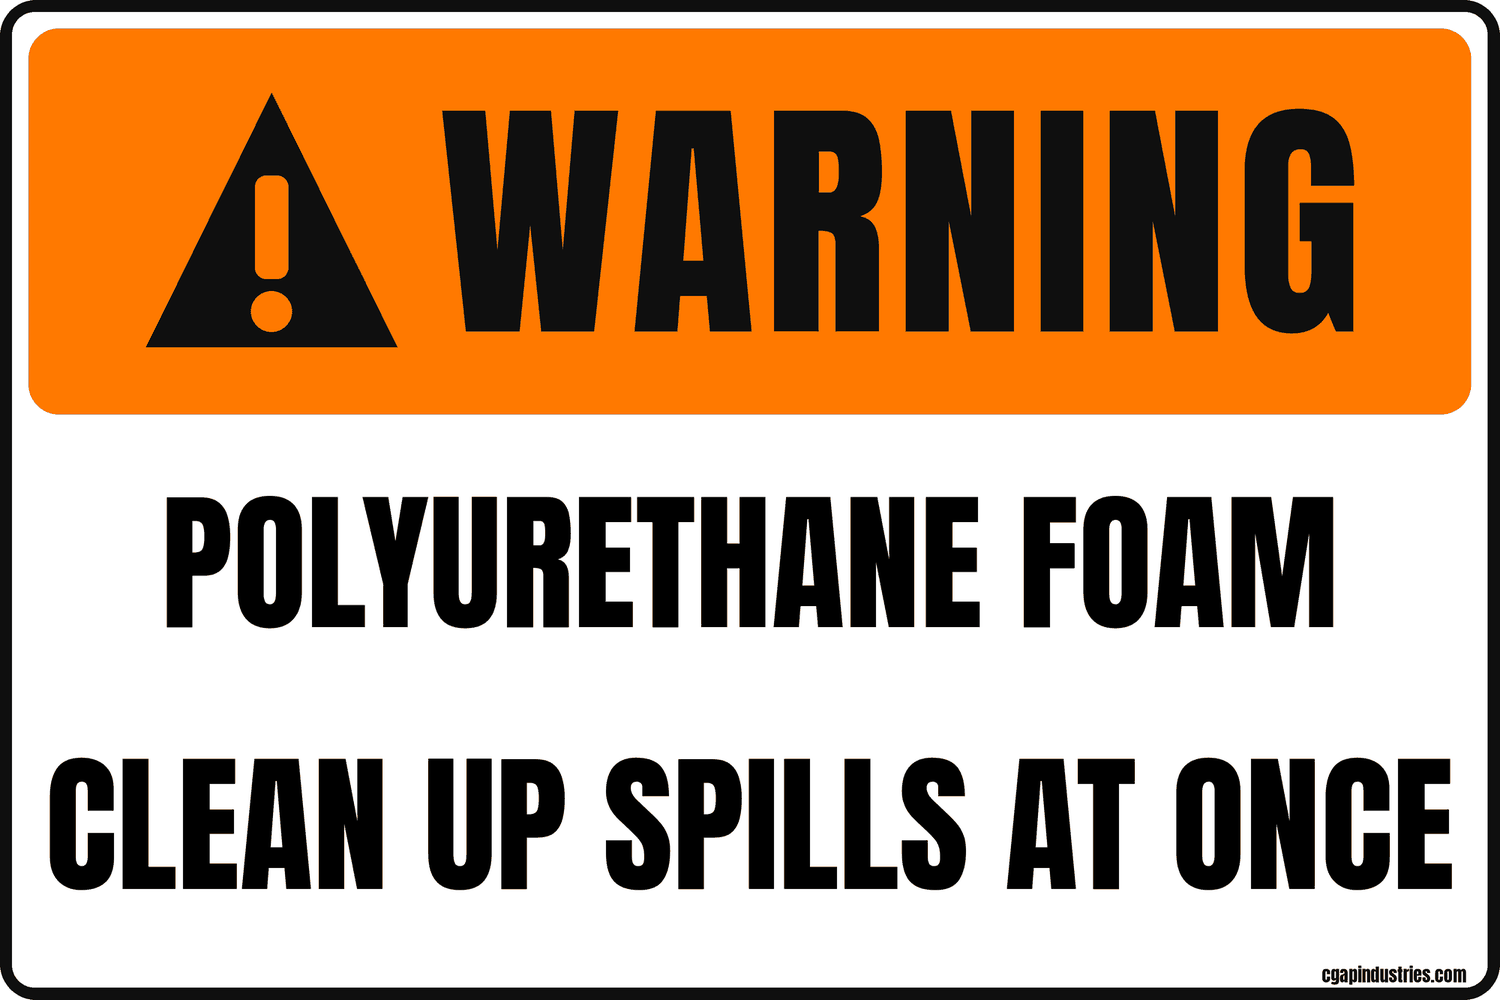 WARNING
POLYURETHANE FOAM
CLEAN UP SPILLS AT ONCE
cgapindustries.com